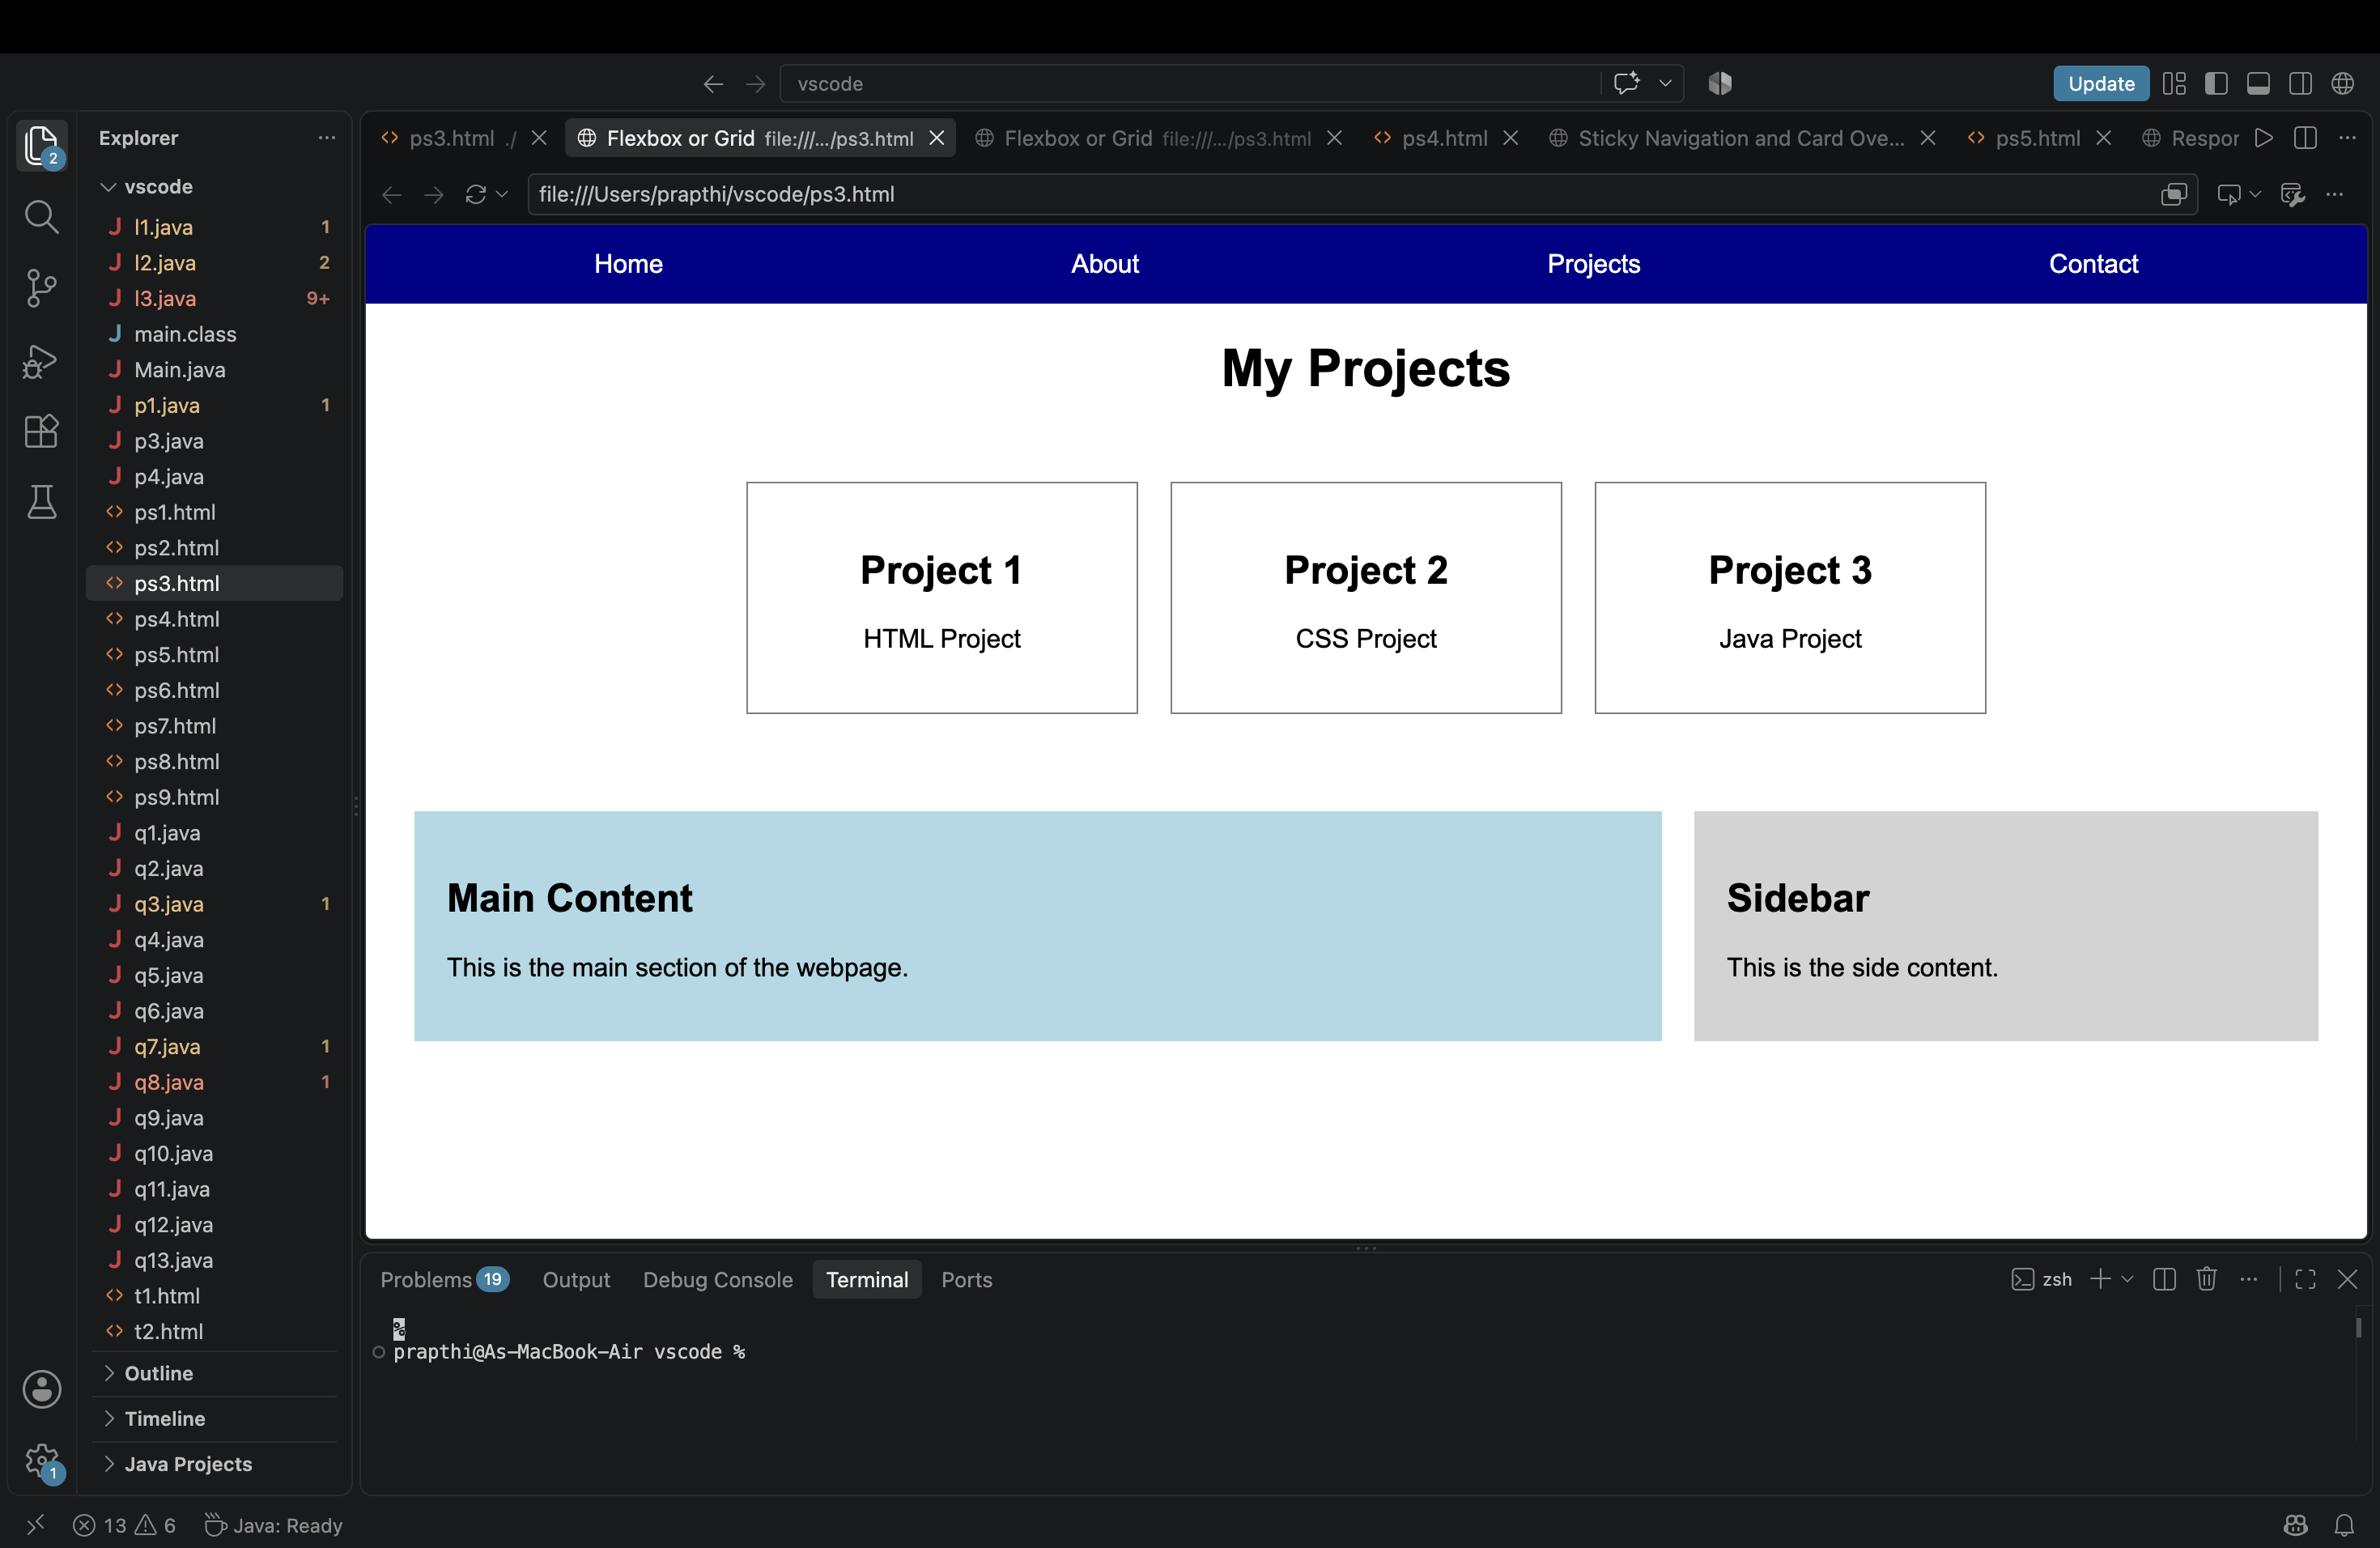 vscode
Update
Explorer
ps3.html ./
Flexbox or Grid file:///.../ps3.html
Flexbox or Grid file:///.../ps3.html
ps4.html
Sticky Navigation and Card Ove...
ps5.html
Respor
file:///Users/prapthi/vscode/ps3.html
2
vscode
l1.java 1
l2.java 2
l3.java 9+
main.class
Main.java
p1.java 1
p3.java
p4.java
ps1.html
ps2.html
ps3.html
ps4.html
ps5.html
ps6.html
ps7.html
ps8.html
ps9.html
q1.java
q2.java
q3.java 1
q4.java
q5.java
q6.java
q7.java 1
q8.java 1
q9.java
q10.java
q11.java
q12.java
q13.java
t1.html
t2.html
Outline
Timeline
Java Projects
1
Home About Projects Contact
My Projects
Project 1
HTML Project
Project 2
CSS Project
Project 3
Java Project
Main Content
This is the main section of the webpage.
Sidebar
This is the side content.
Problems 19 Output Debug Console Terminal Ports
zsh
%
prapthi@As-MacBook-Air vscode %
13 6 Java: Ready